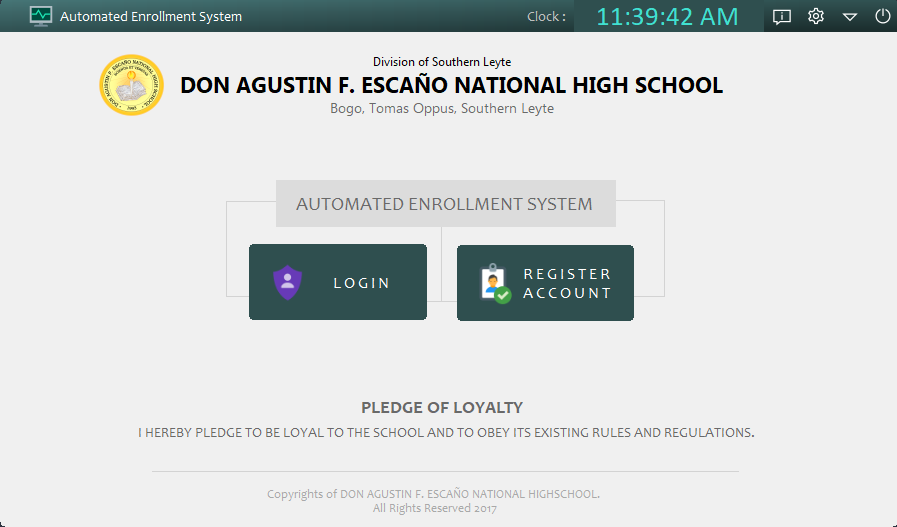 Automated Enrollment System
Clock :
11:39:42 AM
Division of Southern Leyte
DON AGUSTIN F. ESCAÑO NATIONAL HIGH SCHOOL
Bogo, Tomas Oppus, Southern Leyte
AUTOMATED ENROLLMENT SYSTEM
LOGIN
REGISTER
ACCOUNT
PLEDGE OF LOYALTY
I HEREBY PLEDGE TO BE LOYAL TO THE SCHOOL AND TO OBEY ITS EXISTING RULES AND REGULATIONS.
Copyrights of DON AGUSTIN F. ESCAÑO NATIONAL HIGHSCHOOL.
All Rights Reserved 2017